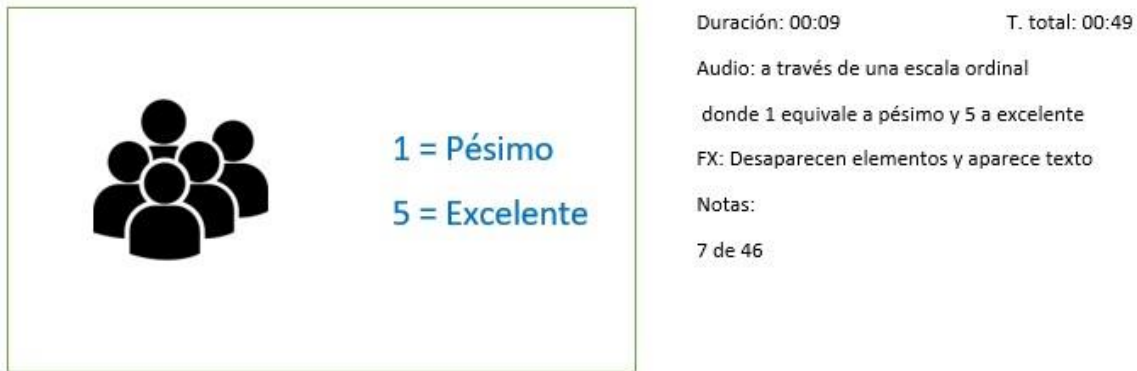 1 = Pésimo
5 = Excelente
Duración: 00:09 T. total: 00:49
Audio: a través de una escala ordinal
donde 1 equivale a pésimo y 5 a excelente
FX: Desaparecen elementos y aparece texto
Notas:
7 de 46